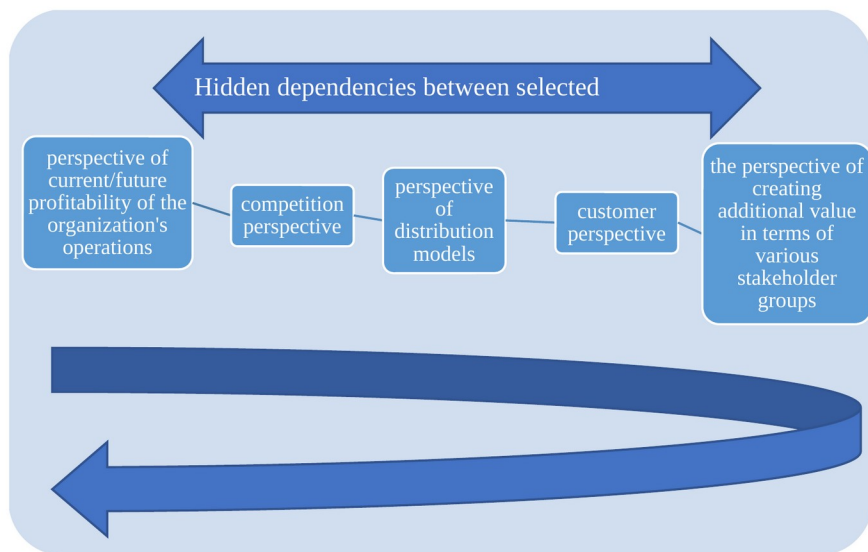 Hidden dependencies between selected
perspective of
current/future
profitability of the
organization's
operations
competition
perspective
perspective
of
distribution
models
customer
perspective
the perspective of
creating
additional value
in terms of
various
stakeholder
groups